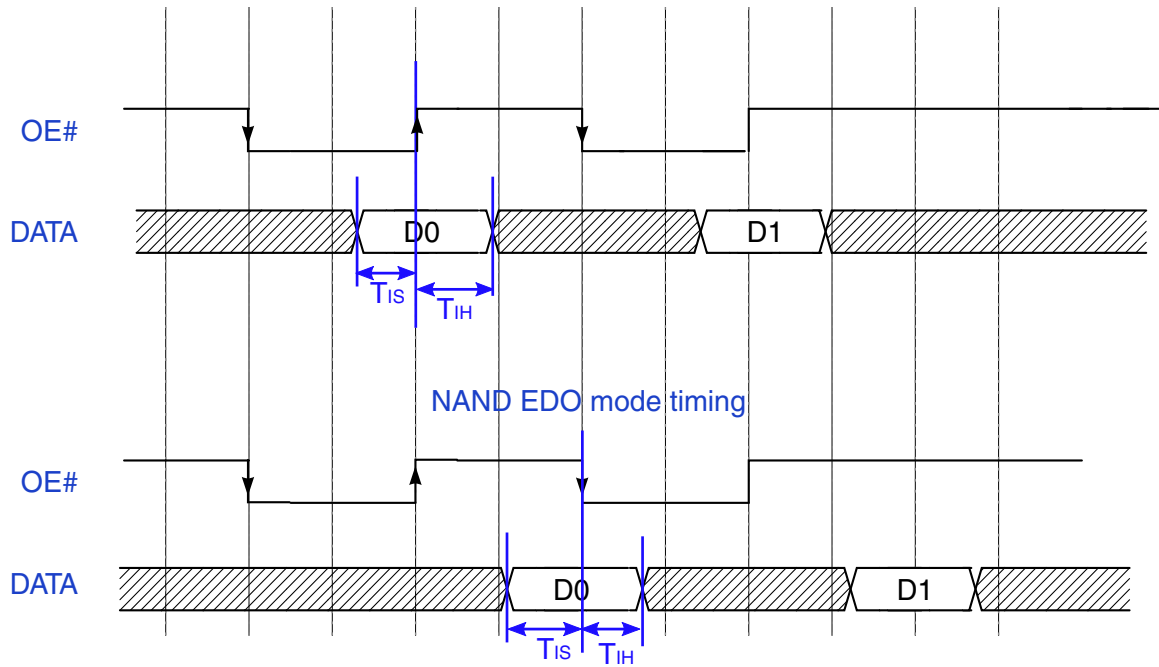 OE#
DATA
D0
D1
TIS
TIH
NAND EDO mode timing
OE#
DATA
D0
D1
TIS
TIH